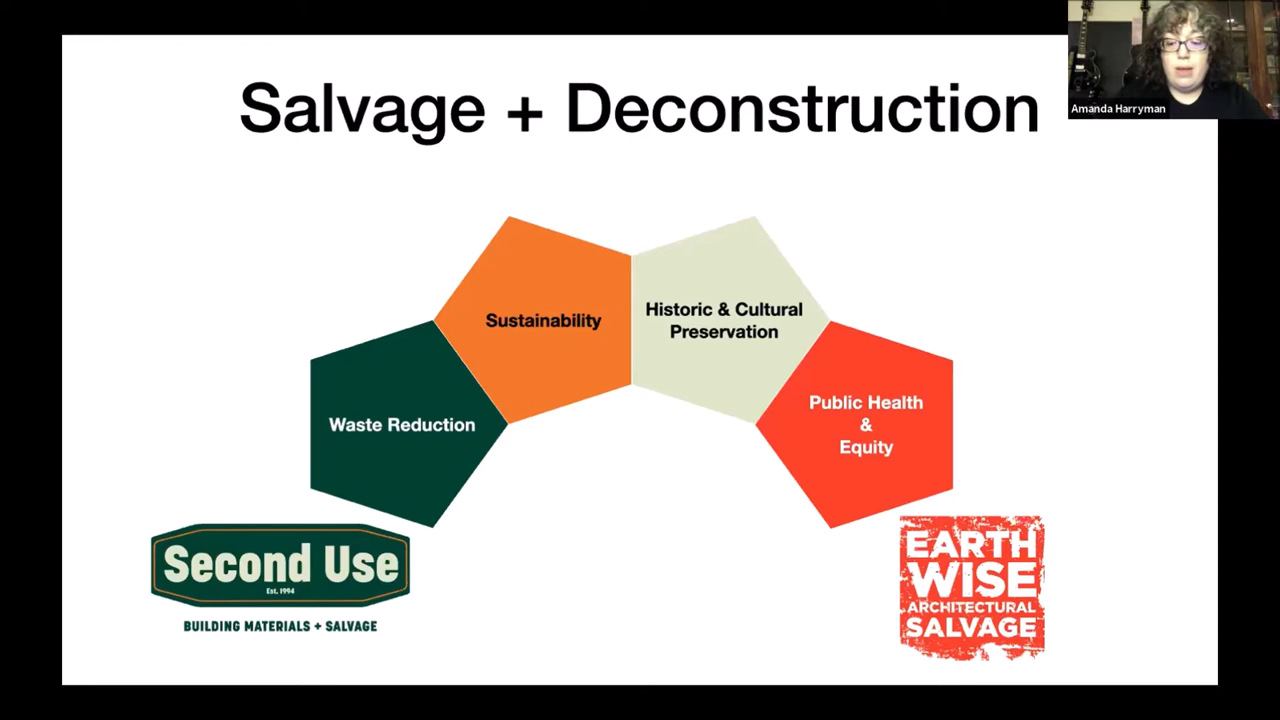 Amanda Harryman
Salvage + Deconstruction
Sustainability
Historic & Cultural
Preservation
Waste Reduction
Public Health
&
Equity
Second Use
Est. 1994
BUILDING MATERIALS + SALVAGE
EARTH
WISE
ARCHITECTURAL
SALVAGE